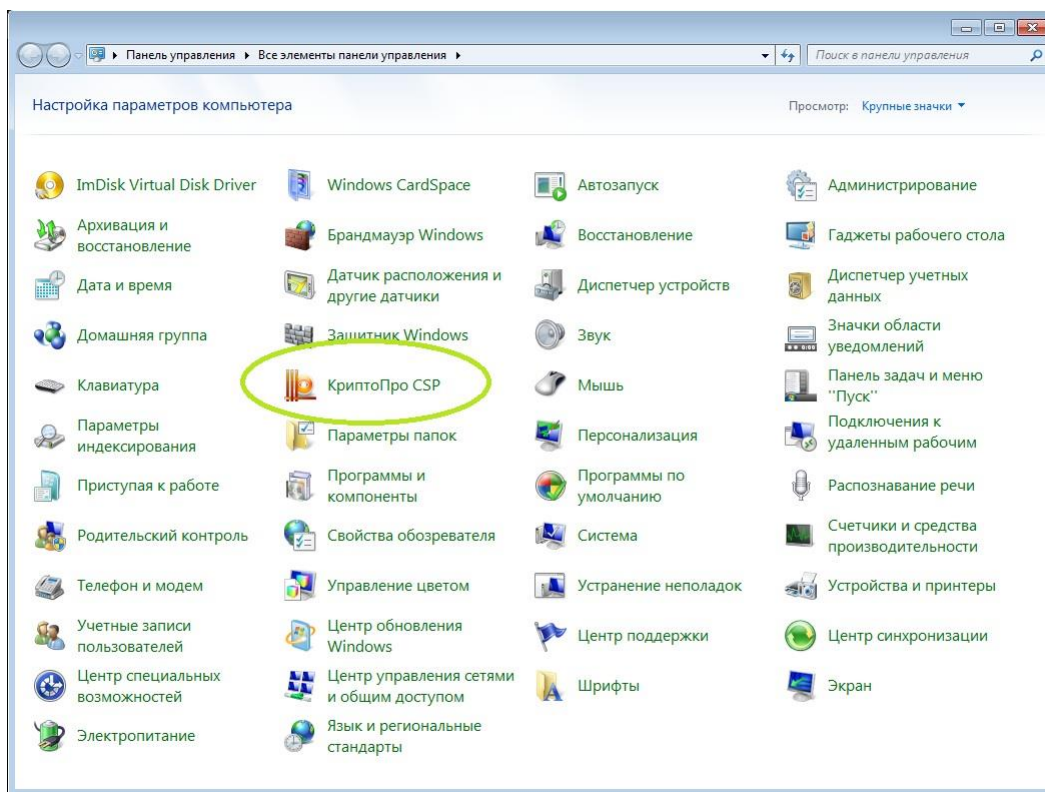 Панель управления ▸ Все элементы панели управления ▸
Поиск в панели управления
Настройка параметров компьютера
Просмотр: Крупные значки
ImDisk Virtual Disk Driver
Windows CardSpace
Автозапуск
Администрирование
Архивация и
восстановление
Брандмауэр Windows
Восстановление
Гаджеты рабочего стола
Дата и время
Датчик расположения и
другие датчики
Диспетчер устройств
Диспетчер учетных
данных
Домашняя группа
Защитник Windows
Звук
Значки области
уведомлений
Клавиатура
КриптоПро CSP
Мышь
Панель задач и меню
"Пуск"
Параметры
индексирования
Параметры папок
Персонализация
Подключения к
удаленным рабочим
Приступая к работе
Программы и
компоненты
Программы по
умолчанию
Распознавание речи
Родительский контроль
Свойства обозревателя
Система
Счетчики и средства
производительности
Телефон и модем
Управление цветом
Устранение неполадок
Устройства и принтеры
Учетные записи
пользователей
Центр обновления
Windows
Центр поддержки
Центр синхронизации
Центр специальных
возможностей
Центр управления сетями
и общим доступом
Шрифты
Экран
Электропитание
Язык и региональные
стандарты